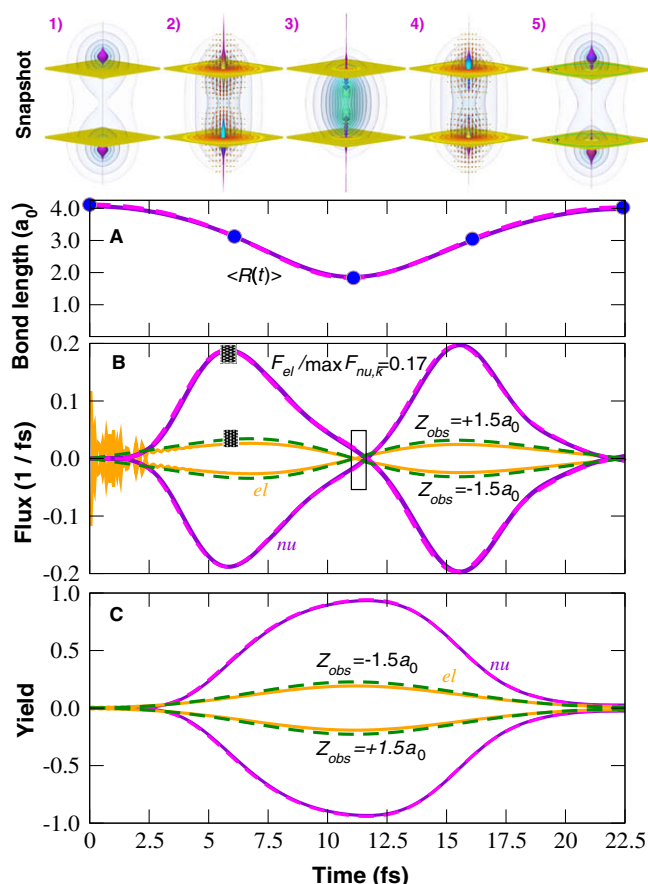 1) 2) 3) 4) 5)
Snapshot
Bond length (a0)
4.0
3.0
2.0
1.0
A
<R(t)>
Flux (1 / fs)
0.2
0.1
0.0
-0.1
-0.2
B
Fel/max Fnu,k=0.17
Zobs=+1.5a0
Zobs=-1.5a0
el
nu
Yield
1.0
0.5
0.0
-0.5
-1.0
C
Zobs=-1.5a0
el
nu
Zobs=+1.5a0
0 2.5 5 7.5 10 12.5 15 17.5 20 22.5
Time (fs)